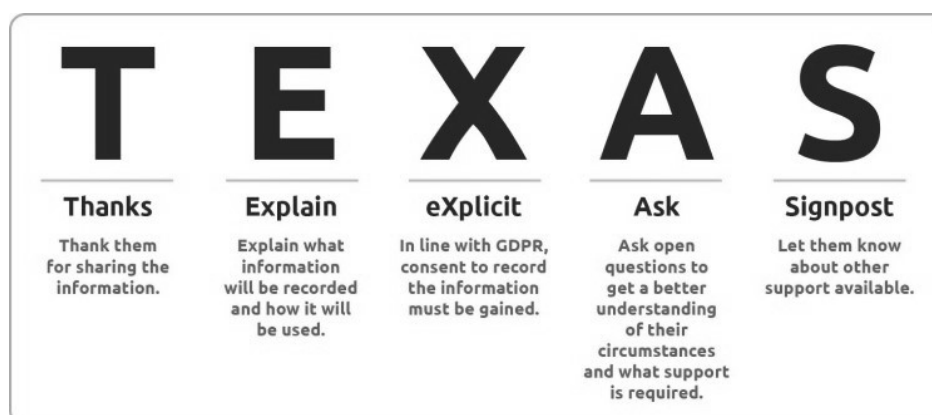 T E X A S
Thanks Explain eXplicit Ask Signpost
Thank them
for sharing the
information.
Explain what
information
will be recorded
and how it will
be used.
In line with GDPR,
consent to record
the information
must be gained.
Ask open
questions to
get a better
understanding
of their
circumstances
and what support
is required.
Let them know
about other
support available.